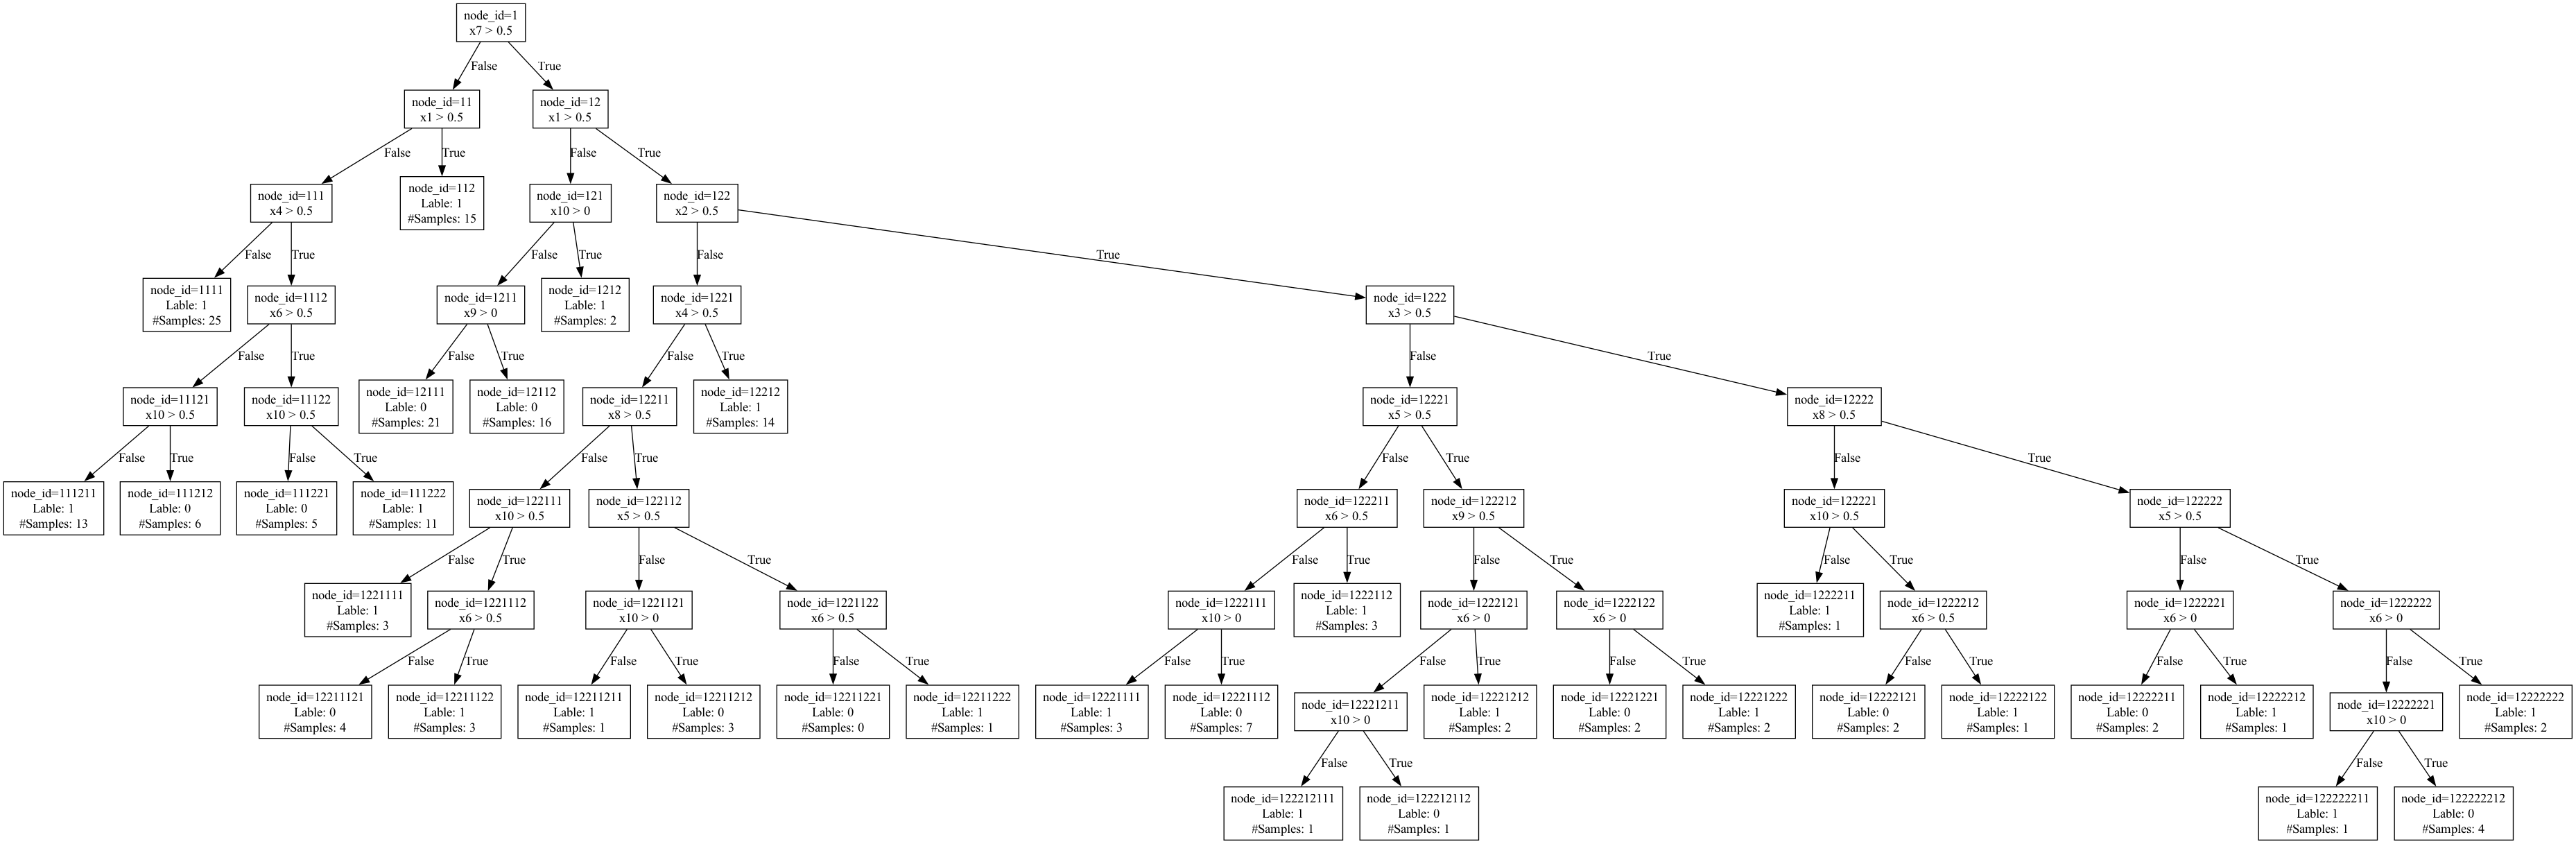 node_id=1
x7 > 0.5
False
True
node_id=11
x1 > 0.5
node_id=12
x1 > 0.5
False
True
False
True
node_id=111
x4 > 0.5
node_id=112
Lable: 1
#Samples: 15
node_id=121
x10 > 0
node_id=122
x2 > 0.5
False
True
False
True
False
True
node_id=1111
Lable: 1
#Samples: 25
node_id=1112
x6 > 0.5
node_id=1211
x9 > 0
node_id=1212
Lable: 1
#Samples: 2
node_id=1221
x4 > 0.5
node_id=1222
x3 > 0.5
False
True
False
True
False
True
False
True
node_id=11121
x10 > 0.5
node_id=11122
x10 > 0.5
node_id=12111
Lable: 0
#Samples: 21
node_id=12112
Lable: 0
#Samples: 16
node_id=12211
x8 > 0.5
node_id=12212
Lable: 1
#Samples: 14
node_id=12221
x5 > 0.5
node_id=12222
x8 > 0.5
False
True
False
True
False
True
False
True
False
True
node_id=111211
Lable: 1
#Samples: 13
node_id=111212
Lable: 0
#Samples: 6
node_id=111221
Lable: 0
#Samples: 5
node_id=111222
Lable: 1
#Samples: 11
node_id=122111
x10 > 0.5
node_id=122112
x5 > 0.5
node_id=122211
x6 > 0.5
node_id=122212
x9 > 0.5
node_id=122221
x10 > 0.5
node_id=122222
x5 > 0.5
False
True
False
True
False
True
False
True
False
True
False
True
node_id=1221111
Lable: 1
#Samples: 3
node_id=1221112
x6 > 0.5
node_id=1221121
x10 > 0
node_id=1221122
x6 > 0.5
node_id=1222111
x10 > 0
node_id=1222112
Lable: 1
#Samples: 3
node_id=1222121
x6 > 0
node_id=1222122
x6 > 0
node_id=1222211
Lable: 1
#Samples: 1
node_id=1222212
x6 > 0.5
node_id=1222221
x6 > 0
node_id=1222222
x6 > 0
False
True
False
True
False
True
False
True
False
True
False
True
False
True
False
True
False
True
node_id=12211121
Lable: 0
#Samples: 4
node_id=12211122
Lable: 1
#Samples: 3
node_id=12211211
Lable: 1
#Samples: 1
node_id=12211212
Lable: 0
#Samples: 3
node_id=12211221
Lable: 0
#Samples: 0
node_id=12211222
Lable: 1
#Samples: 1
node_id=12221111
Lable: 1
#Samples: 3
node_id=12221112
Lable: 0
#Samples: 7
node_id=12221211
x10 > 0
node_id=12221212
Lable: 1
#Samples: 2
node_id=12221221
Lable: 0
#Samples: 2
node_id=12221222
Lable: 1
#Samples: 2
node_id=12222121
Lable: 0
#Samples: 2
node_id=12222122
Lable: 1
#Samples: 1
node_id=12222211
Lable: 0
#Samples: 2
node_id=12222212
Lable: 1
#Samples: 1
node_id=12222221
x10 > 0
node_id=12222222
Lable: 1
#Samples: 2
False
True
False
True
node_id=122212111
Lable: 1
#Samples: 1
node_id=122212112
Lable: 0
#Samples: 1
node_id=122222211
Lable: 1
#Samples: 1
node_id=122222212
Lable: 0
#Samples: 4